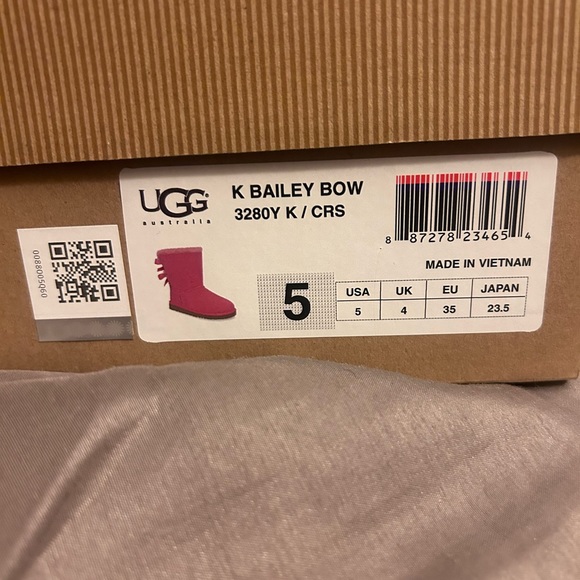 UGG®
australia
K BAILEY BOW
3280Y K / CRS
8 87278 23465 4
MADE IN VIETNAM
5
USA UK EU JAPAN
5 4 35 23.5
0088005Q60